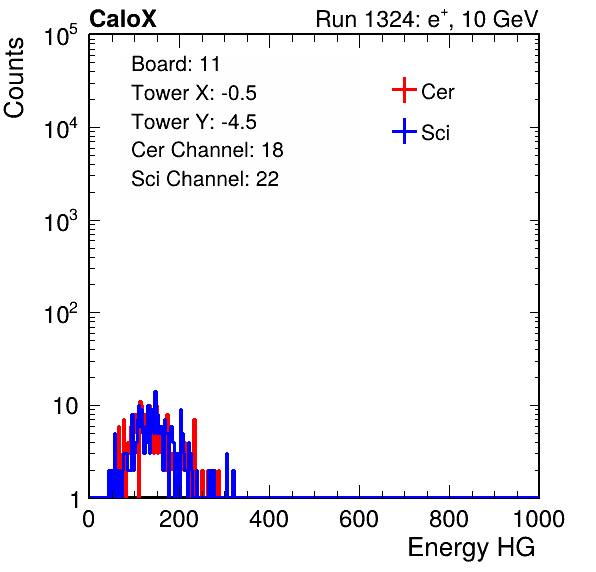 CaloX Run 1324: e⁺, 10 GeV
Counts
Board: 11
Tower X: -0.5
Tower Y: -4.5
Cer Channel: 18
Sci Channel: 22
Cer
Sci
10⁵
10⁴
10³
10²
10
1
0 200 400 600 800 1000
Energy HG